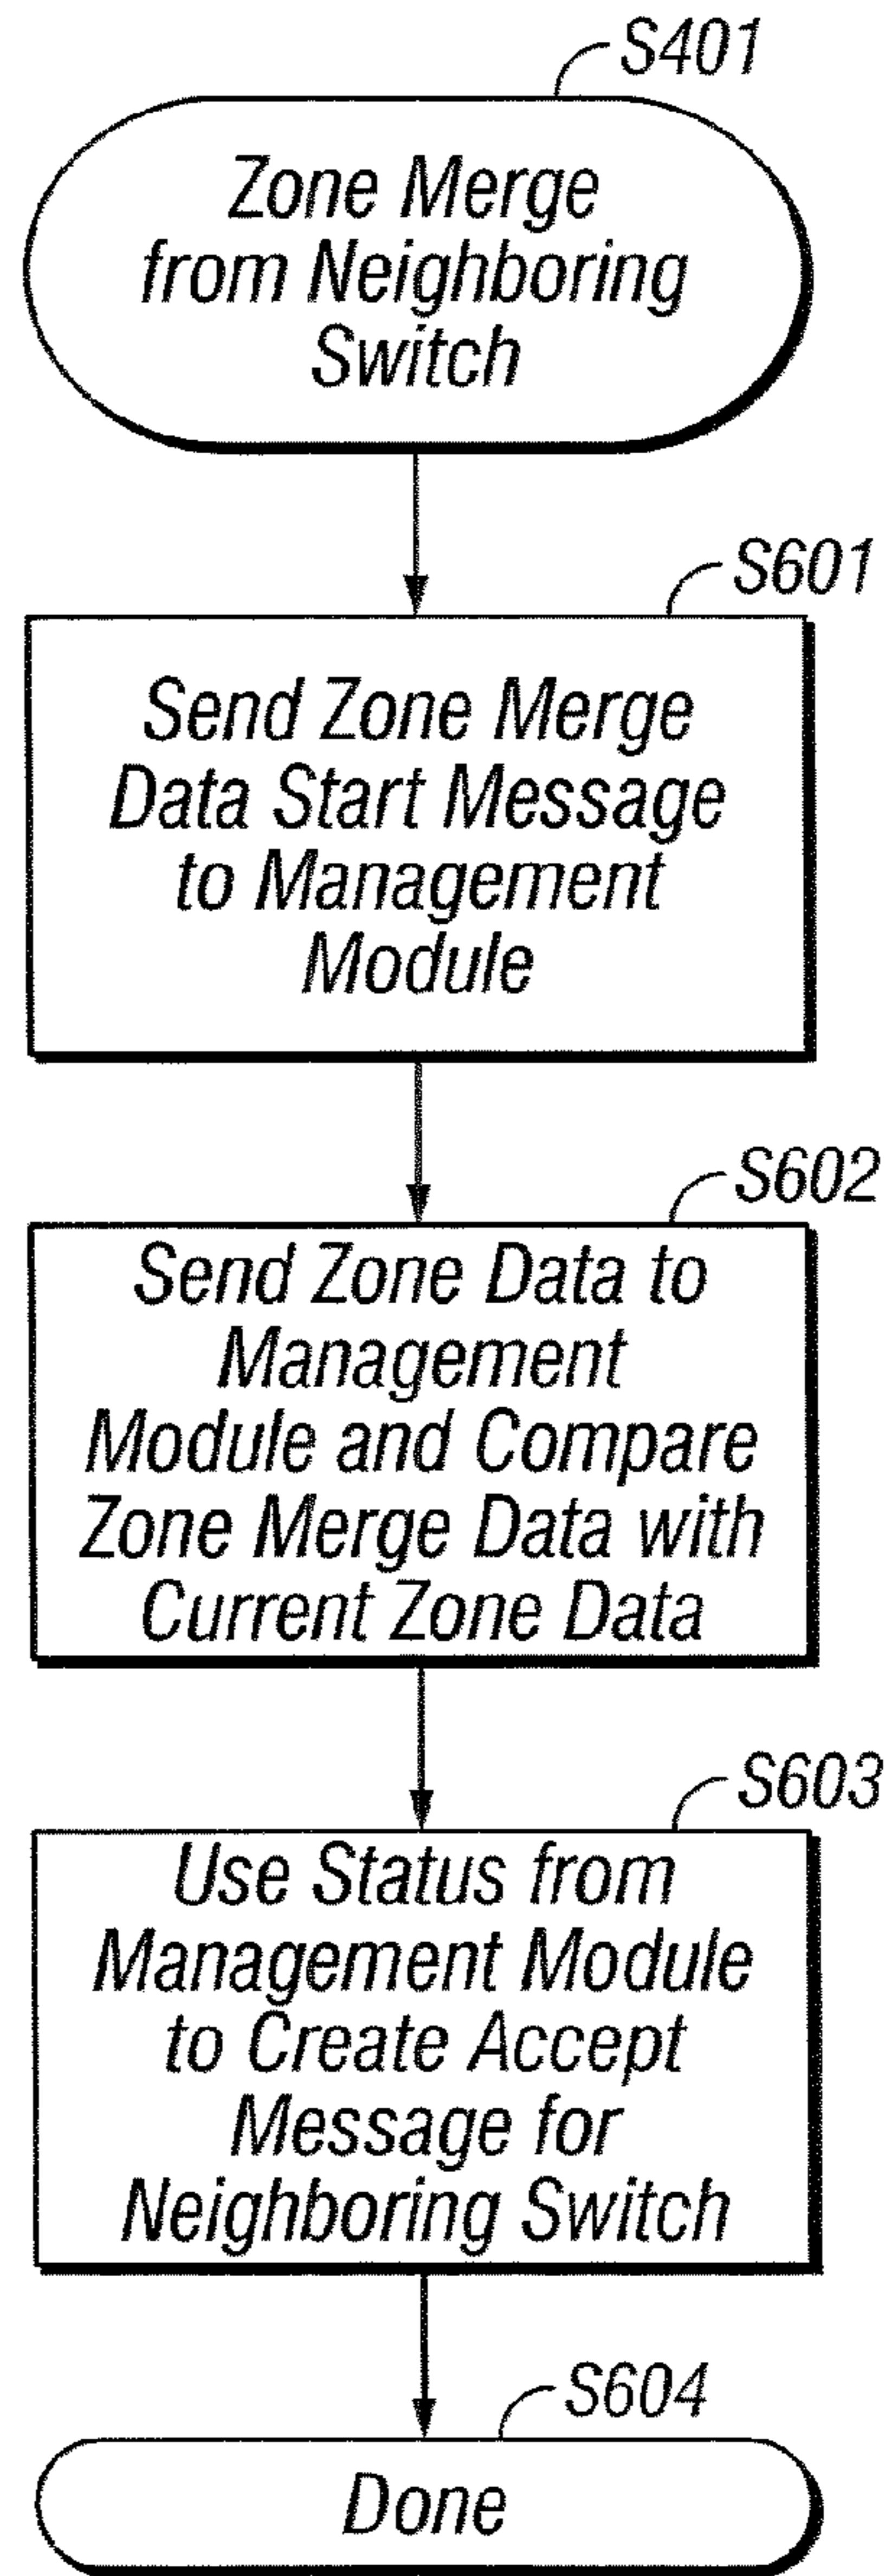 S401
Zone Merge
from Neighboring
Switch
S601
Send Zone Merge
Data Start Message
to Management
Module
S602
Send Zone Data to
Management
Module and Compare
Zone Merge Data with
Current Zone Data
S603
Use Status from
Management Module
to Create Accept
Message for
Neighboring Switch
S604
Done